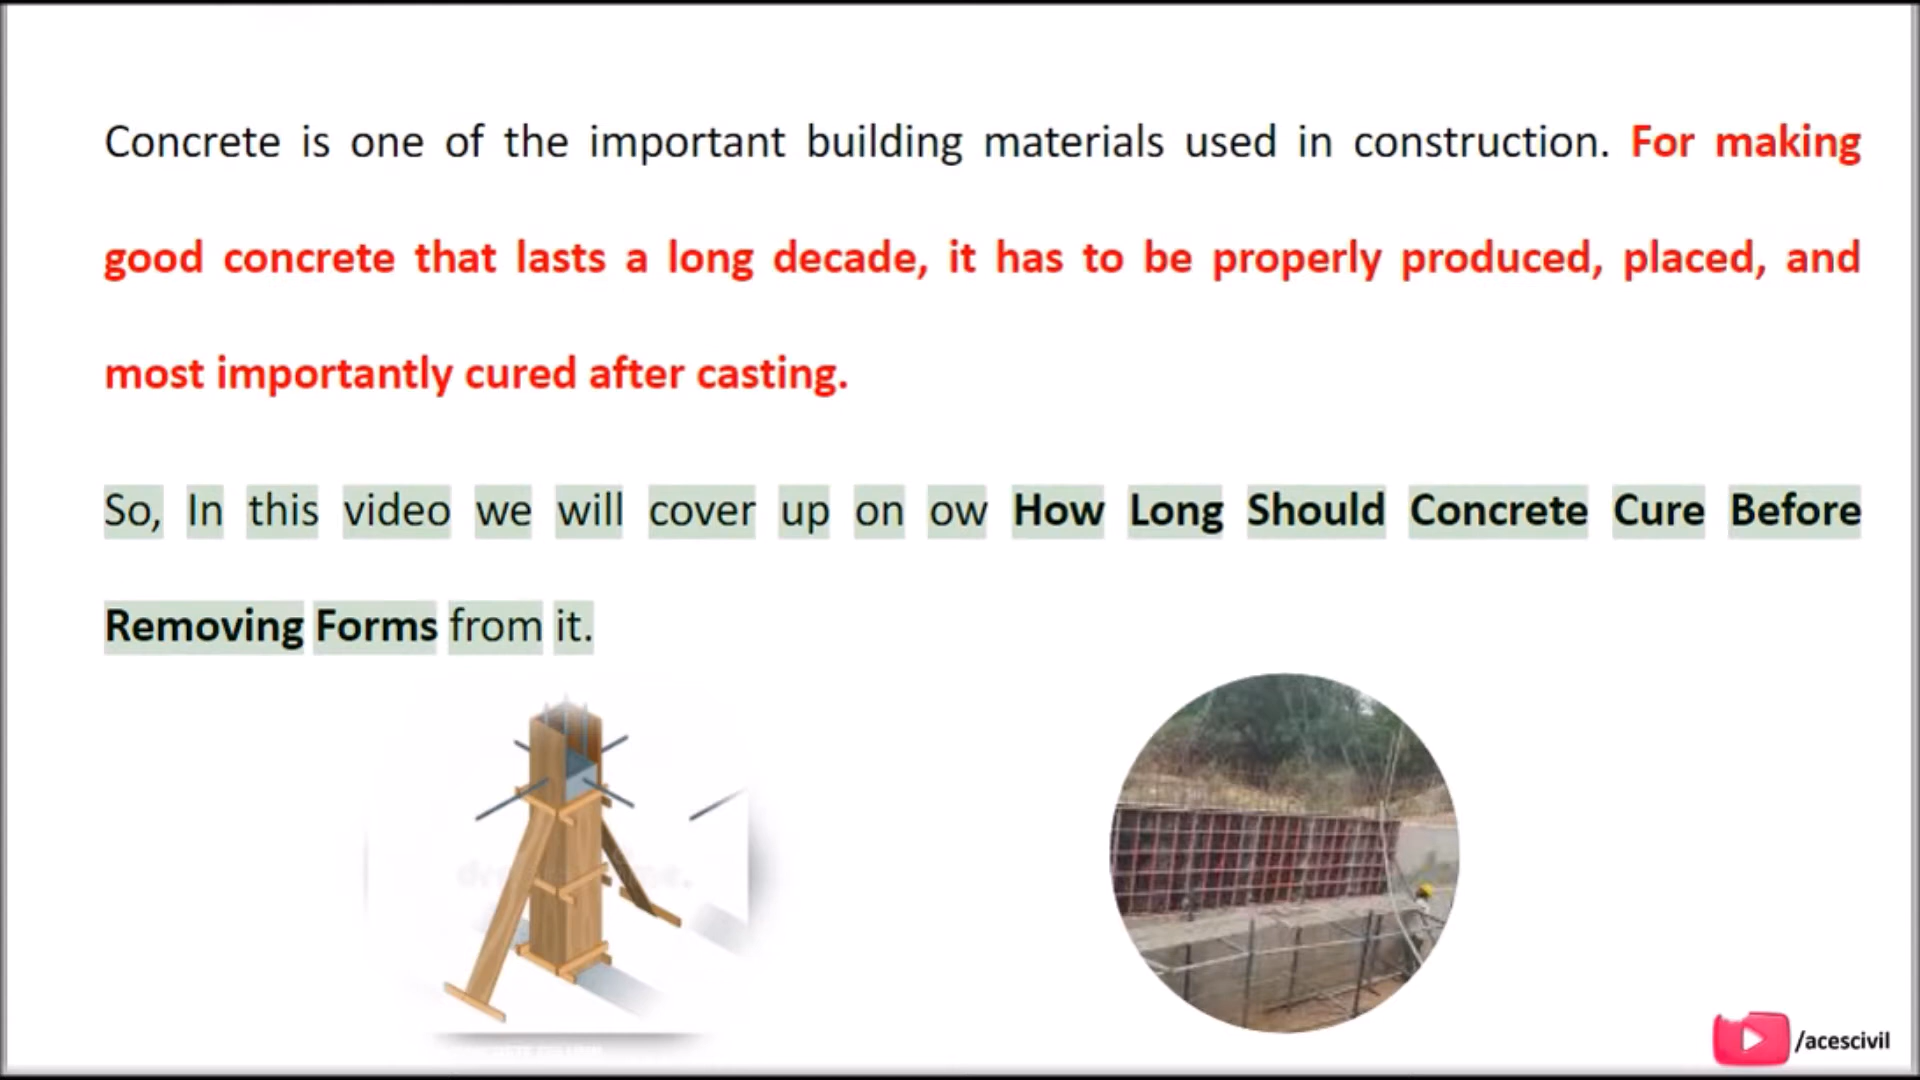 Concrete is one of the important building materials used in construction. For making
good concrete that lasts a long decade, it has to be properly produced, placed, and
most importantly cured after casting.
So, In this video we will cover up on ow How Long Should Concrete Cure Before
Removing Forms from it.
/acescivil